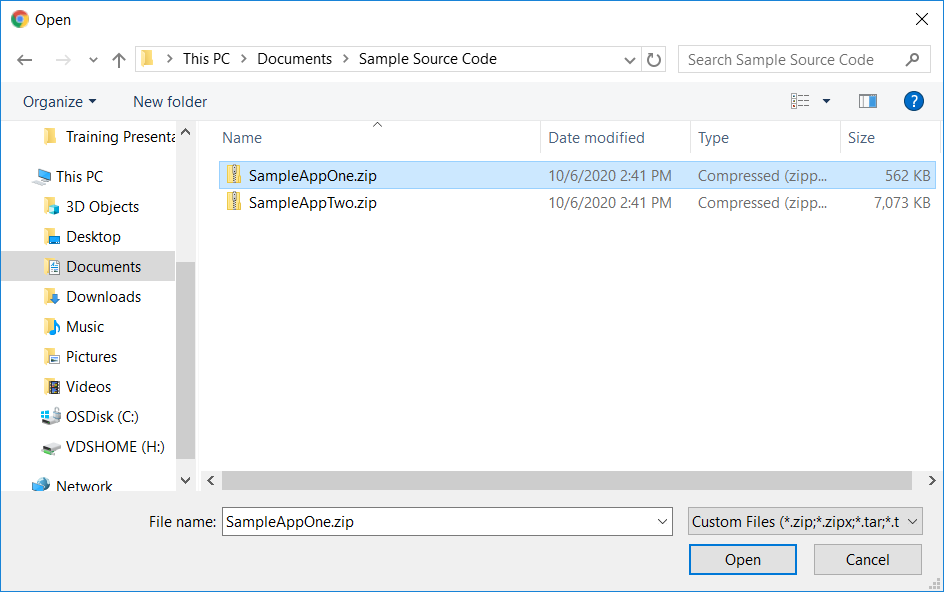 Open
This PC > Documents > Sample Source Code
Search Sample Source Code
Organize
New folder
?
Training Presenta
This PC
3D Objects
Desktop
Documents
Downloads
Music
Pictures
Videos
OSDisk (C:)
VDSHOME (H:)
Network
Name Date modified Type Size
SampleAppOne.zip 10/6/2020 2:41 PM Compressed (zipp... 562 KB
SampleAppTwo.zip 10/6/2020 2:41 PM Compressed (zipp... 7,073 KB
File name: SampleAppOne.zip
Custom Files (*.zip;*.zipx;*.tar;*.t
Open
Cancel